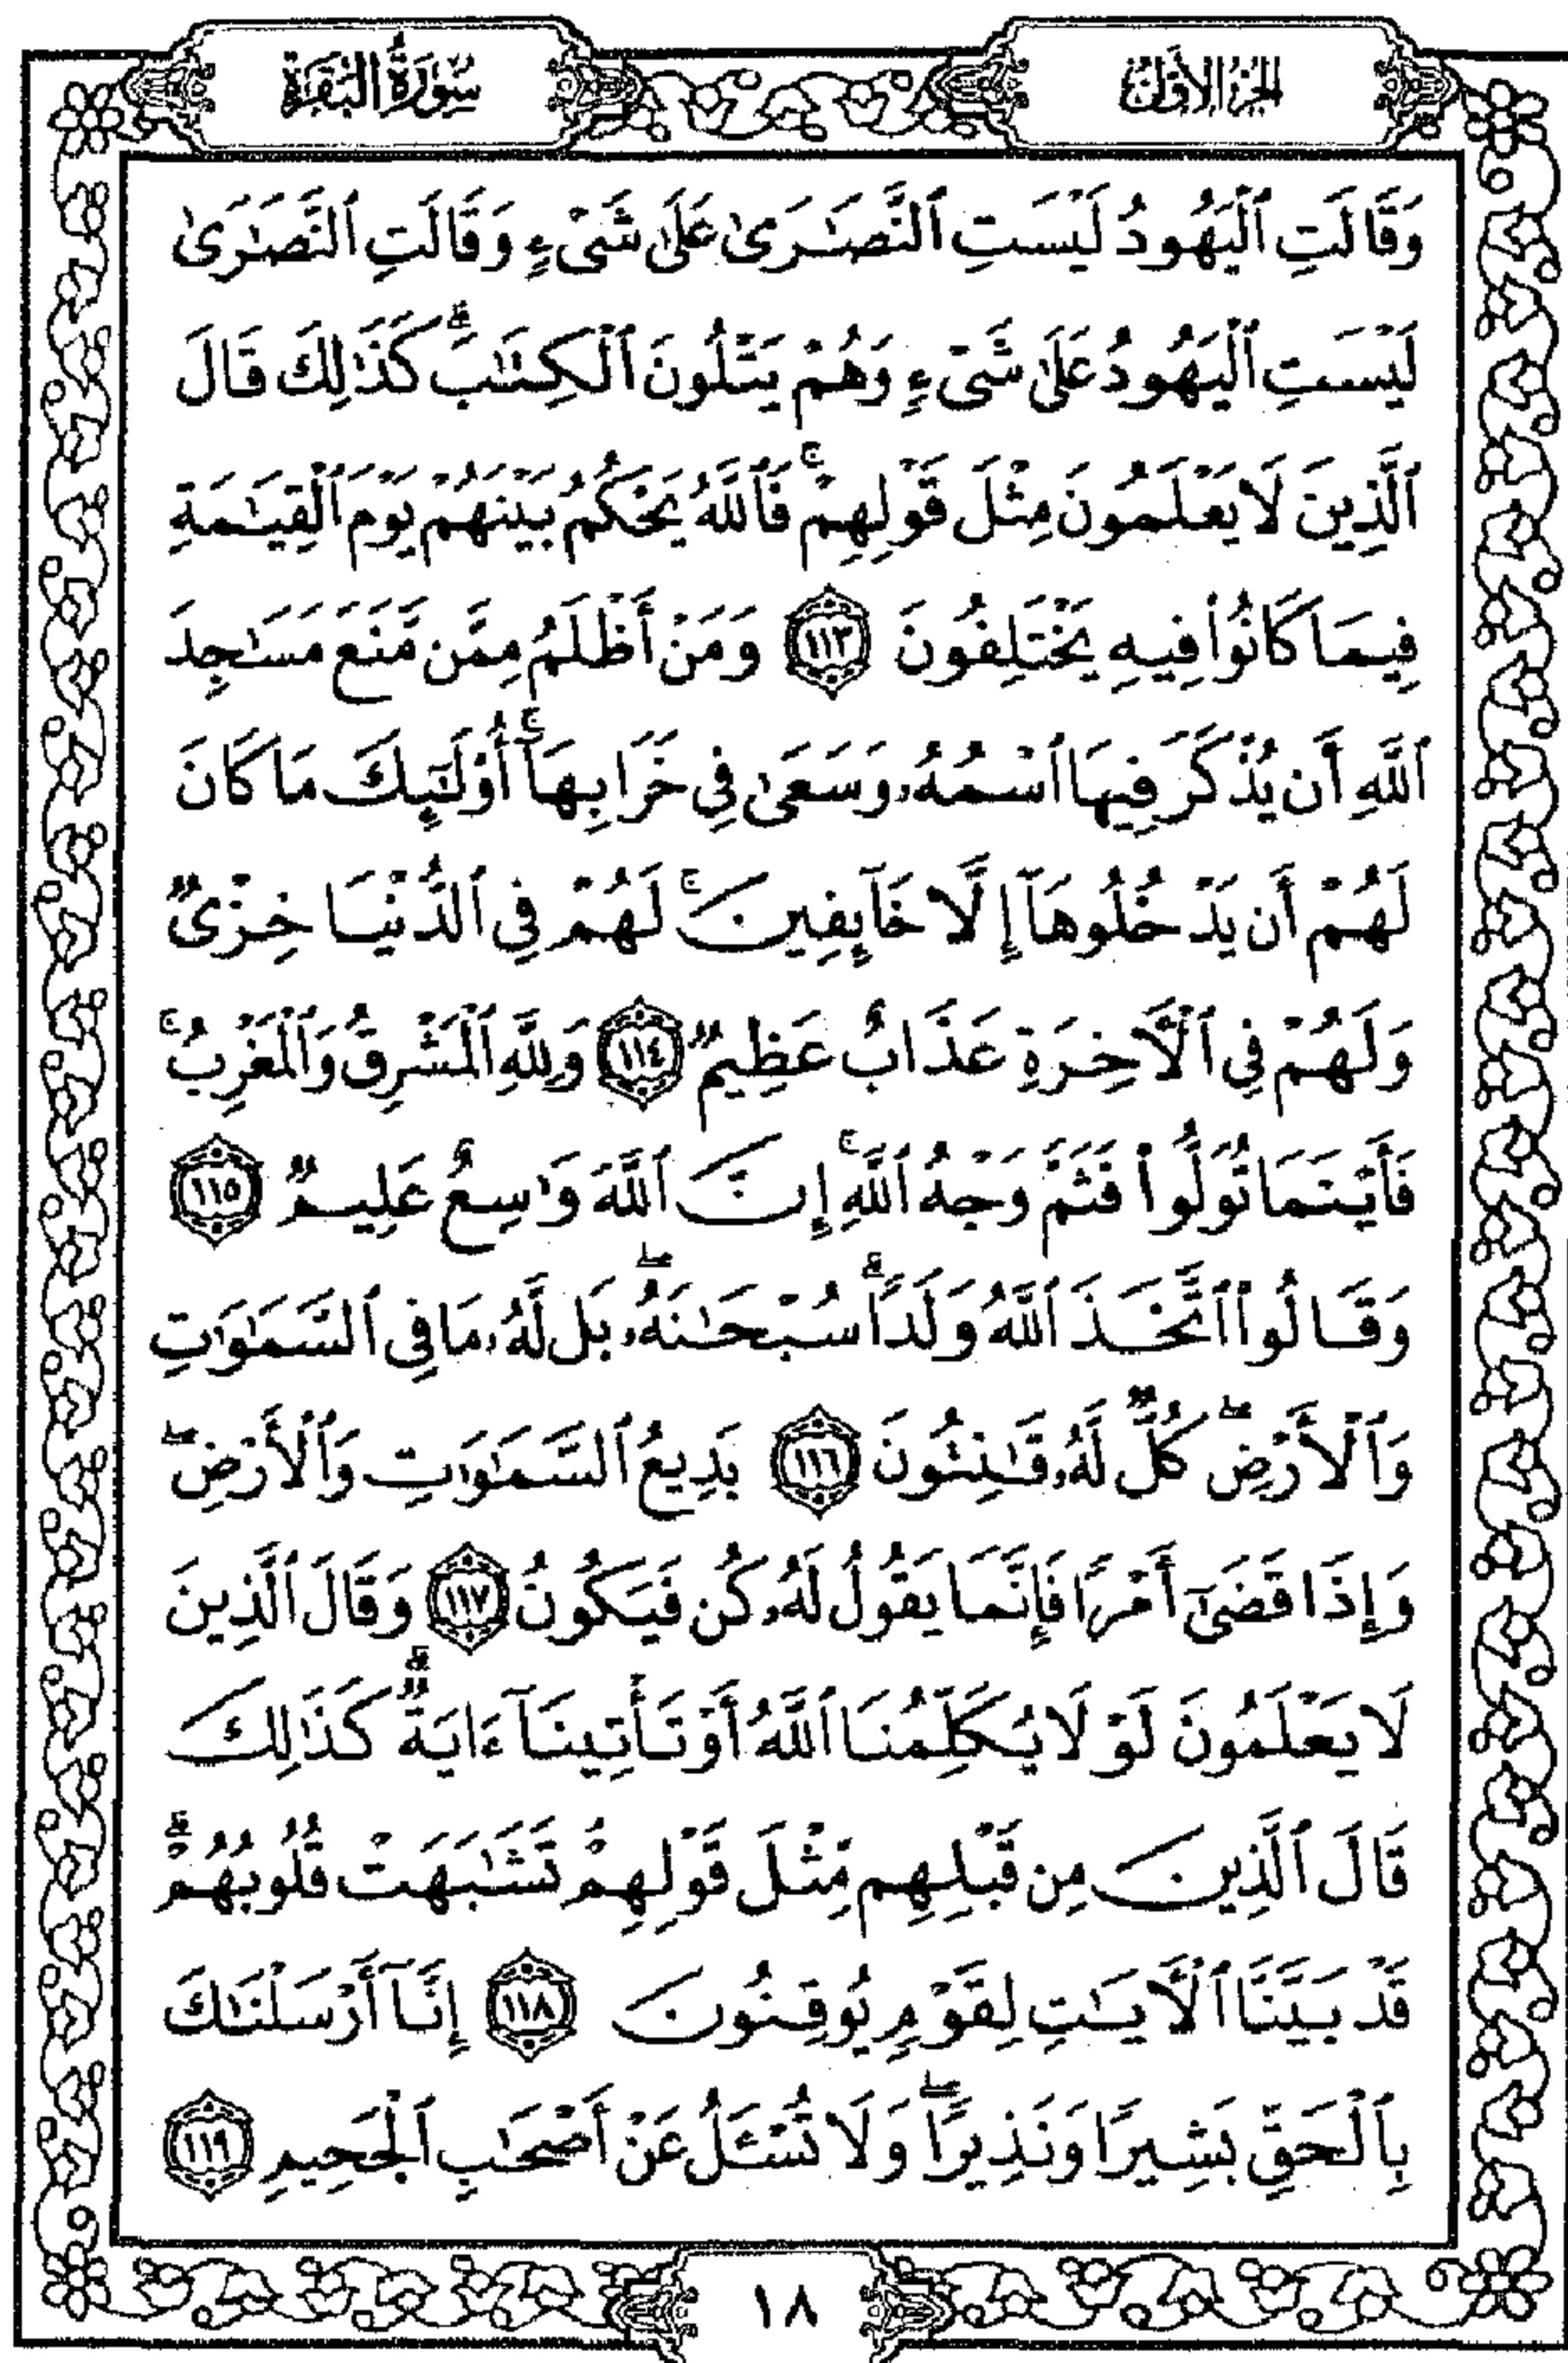 الجزء الأول
سورة البقرة
وَقَالَتِ ٱلْيَهُودُ لَيْسَتِ ٱلنَّصَٰرَىٰ عَلَىٰ شَىْءٍ وَقَالَتِ ٱلنَّصَٰرَىٰ
لَيْسَتِ ٱلْيَهُودُ عَلَىٰ شَىْءٍ وَهُمْ يَتْلُونَ ٱلْكِتَٰبَ ۗ كَذَٰلِكَ قَالَ
ٱلَّذِينَ لَا يَعْلَمُونَ مِثْلَ قَوْلِهِمْ ۚ فَٱللَّهُ يَحْكُمُ بَيْنَهُمْ يَوْمَ ٱلْقِيَٰمَةِ
فِيمَا كَانُوا۟ فِيهِ يَخْتَلِفُونَ ١١٣ وَمَنْ أَظْلَمُ مِمَّن مَّنَعَ مَسَٰجِدَ
ٱللَّهِ أَن يُذْكَرَ فِيهَا ٱسْمُهُۥ وَسَعَىٰ فِى خَرَابِهَآ ۚ أُو۟لَٰٓئِكَ مَا كَانَ
لَهُمْ أَن يَدْخُلُوهَآ إِلَّا خَآئِفِينَ ۚ لَهُمْ فِى ٱلدُّنْيَا خِزْىٌ
وَلَهُمْ فِى ٱلْءَاخِرَةِ عَذَابٌ عَظِيمٌ ١١٤ وَلِلَّهِ ٱلْمَشْرِقُ وَٱلْمَغْرِبُ ۚ
فَأَيْنَمَا تُوَلُّوا۟ فَثَمَّ وَجْهُ ٱللَّهِ ۚ إِنَّ ٱللَّهَ وَٰسِعٌ عَلِيمٌ ١١٥
وَقَالُوا۟ ٱتَّخَذَ ٱللَّهُ وَلَدًا ۗ سُبْحَٰنَهُۥ ۖ بَل لَّهُۥ مَا فِى ٱلسَّمَٰوَٰتِ
وَٱلْأَرْضِ ۖ كُلٌّ لَّهُۥ قَٰنِتُونَ ١١٦ بَدِيعُ ٱلسَّمَٰوَٰتِ وَٱلْأَرْضِ ۖ
وَإِذَا قَضَىٰٓ أَمْرًا فَإِنَّمَا يَقُولُ لَهُۥ كُن فَيَكُونُ ١١٧ وَقَالَ ٱلَّذِينَ
لَا يَعْلَمُونَ لَوْلَا يُكَلِّمُنَا ٱللَّهُ أَوْ تَأْتِينَآ ءَايَةٌ ۗ كَذَٰلِكَ
قَالَ ٱلَّذِينَ مِن قَبْلِهِم مِّثْلَ قَوْلِهِمْ ۘ تَشَٰبَهَتْ قُلُوبُهُمْ ۗ
قَدْ بَيَّنَّا ٱلْءَايَٰتِ لِقَوْمٍ يُوقِنُونَ ١١٨ إِنَّآ أَرْسَلْنَٰكَ
بِٱلْحَقِّ بَشِيرًا وَنَذِيرًا ۖ وَلَا تُسْـَٔلُ عَنْ أَصْحَٰبِ ٱلْجَحِيمِ ١١٩
١٨